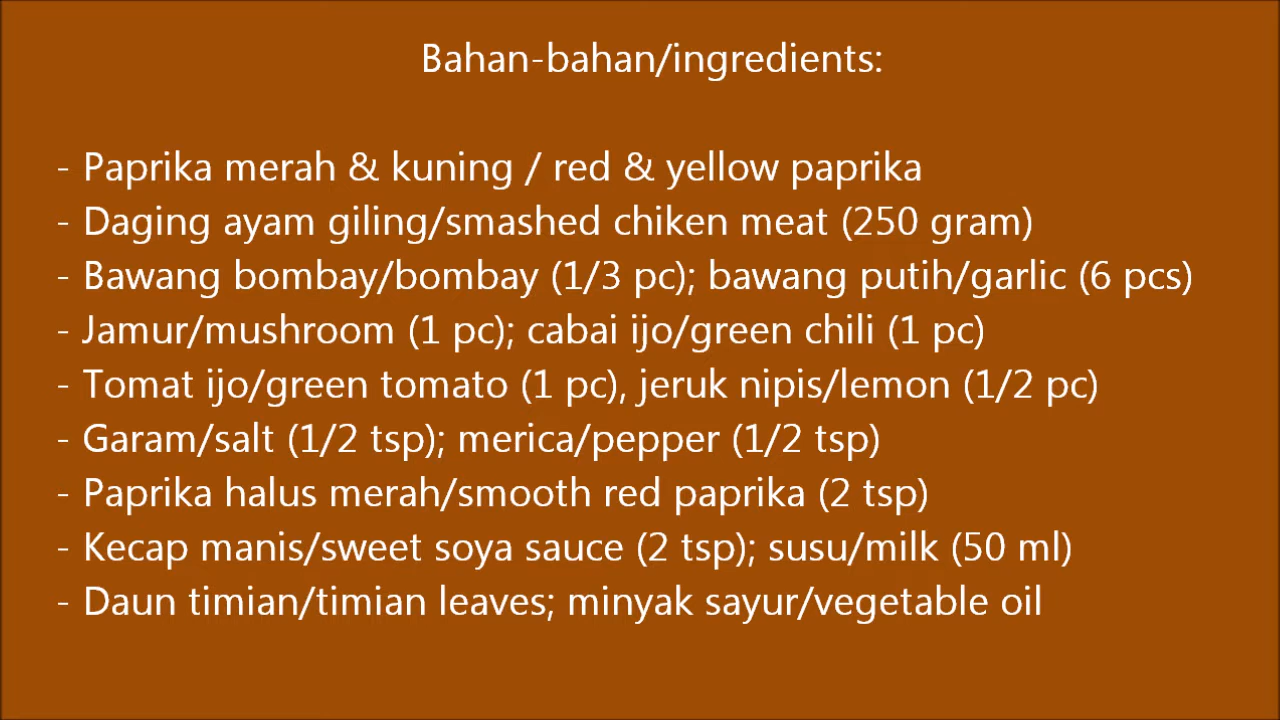 Bahan-bahan/ingredients:
- Paprika merah & kuning / red & yellow paprika
- Daging ayam giling/smashed chiken meat (250 gram)
- Bawang bombay/bombay (1/3 pc); bawang putih/garlic (6 pcs)
- Jamur/mushroom (1 pc); cabai ijo/green chili (1 pc)
- Tomat ijo/green tomato (1 pc), jeruk nipis/lemon (1/2 pc)
- Garam/salt (1/2 tsp); merica/pepper (1/2 tsp)
- Paprika halus merah/smooth red paprika (2 tsp)
- Kecap manis/sweet soya sauce (2 tsp); susu/milk (50 ml)
- Daun timian/timian leaves; minyak sayur/vegetable oil